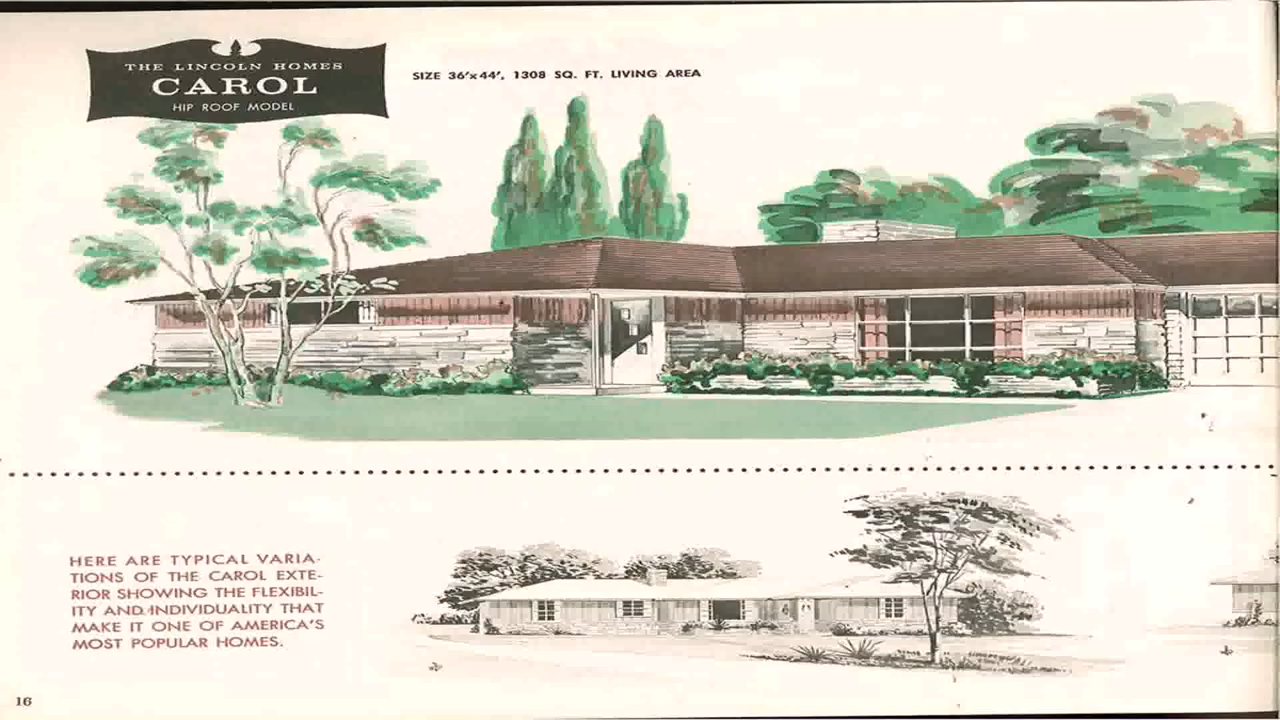 THE LINCOLN HOMES
CAROL
HIP ROOF MODEL
SIZE 36'x44', 1308 SQ. FT. LIVING AREA
HERE ARE TYPICAL VARIA-
TIONS OF THE CAROL EXTE-
RIOR SHOWING THE FLEXIBIL-
ITY AND INDIVIDUALITY THAT
MAKE IT ONE OF AMERICA'S
MOST POPULAR HOMES.
16